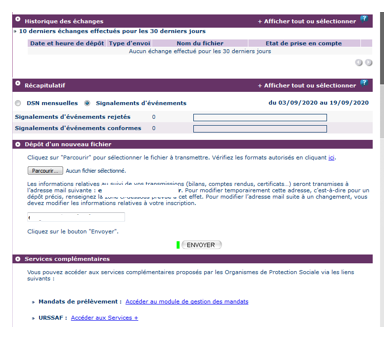 Historique des échanges + Afficher tout ou sélectionner ?
10 derniers échanges effectués pour les 30 derniers jours
Date et heure de dépôt Type d'envoi Nom du fichier Etat de prise en compte
Aucun échange effectué pour les 30 derniers jours
Récapitulatif + Afficher tout ou sélectionner ?
DSN mensuelles Signalements d'événements du 03/09/2020 au 19/09/2020
Signalements d'événements rejetés 0
Signalements d'événements conformes 0
Dépôt d'un nouveau fichier
Cliquez sur "Parcourir" pour sélectionner le fichier à transmettre. Vérifiez les formats autorisés en cliquant ici.
Parcourir... Aucun fichier sélectionné.
Les informations relatives au suivi de vos transmissions (bilans, comptes rendus, certificats...) seront transmises à
l'adresse mail suivante : e r. Pour modifier temporairement cette adresse, c'est-à-dire pour un
dépôt précis, renseignez la zone ci-dessous prévue à cet effet. Pour modifier l'adresse mail suite à un changement, vous
devez modifier les informations relatives à votre inscription.
Cliquez sur le bouton "Envoyer".
ENVOYER
Services complémentaires
Vous pouvez accéder aux services complémentaires proposés par les Organismes de Protection Sociale via les liens
suivants :
Mandats de prélèvement : Accéder au module de gestion des mandats
URSSAF : Accédez aux Services +